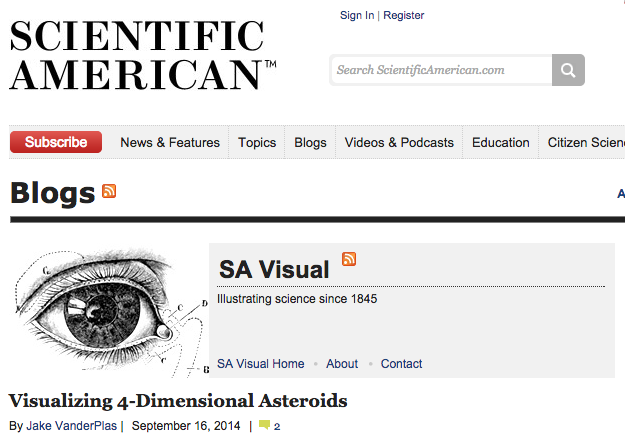 Sign In | Register
SCIENTIFIC
AMERICAN™
Search ScientificAmerican.com
Subscribe News & Features Topics Blogs Videos & Podcasts Education Citizen Scien
Blogs
A
G
C
D
C
B
SA Visual
Illustrating science since 1845
SA Visual Home • About • Contact
Visualizing 4-Dimensional Asteroids
By Jake VanderPlas | September 16, 2014 | 2